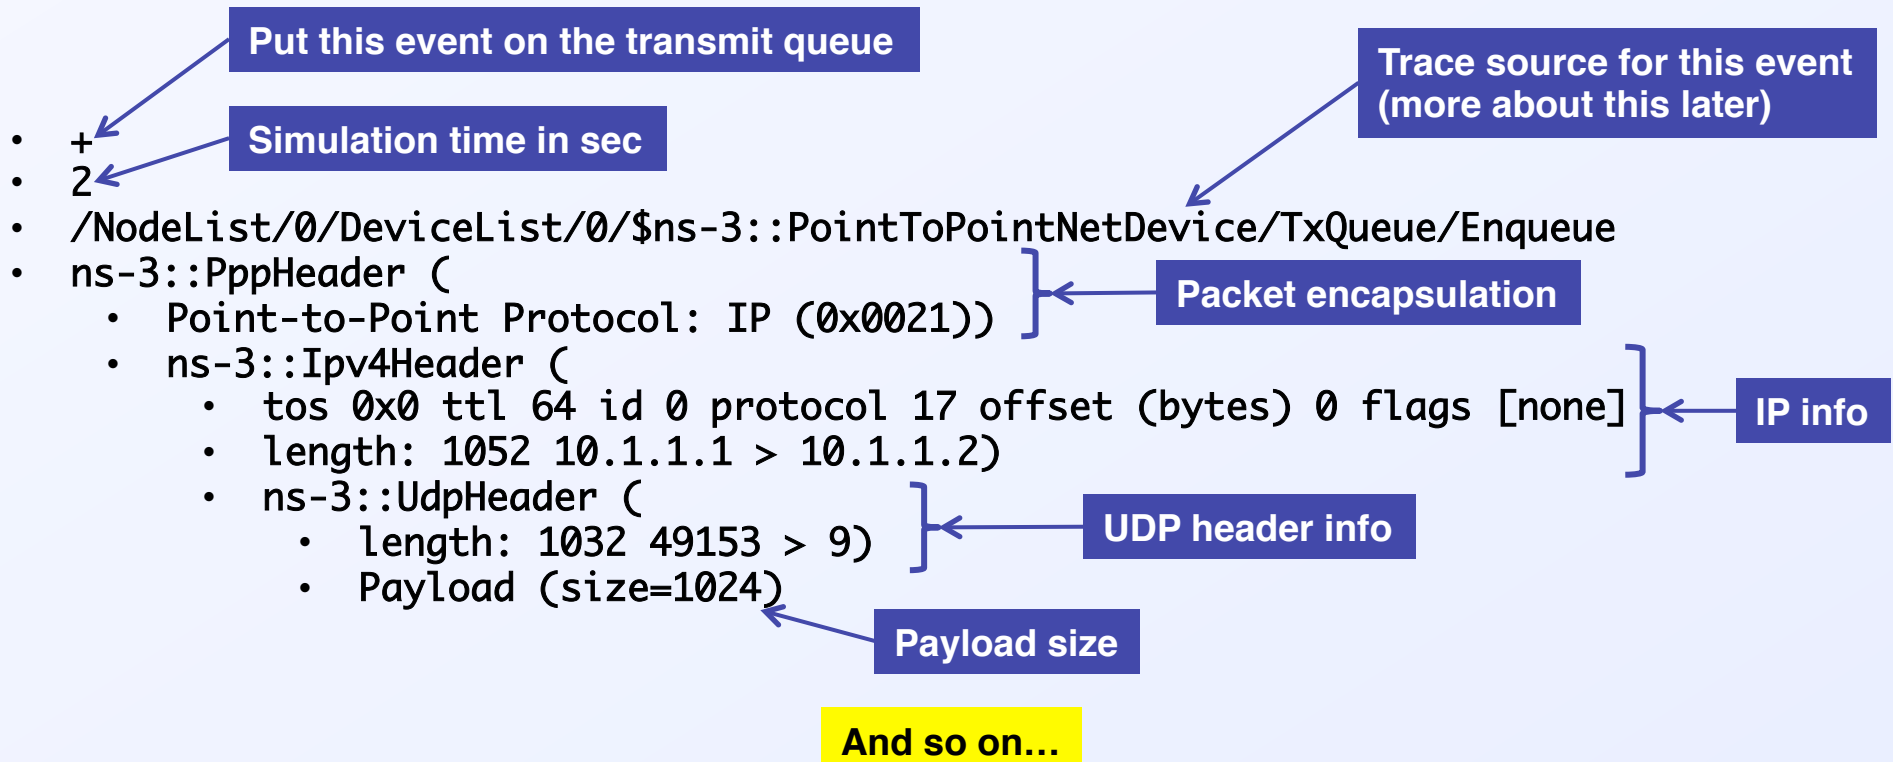 Put this event on the transmit queue
Trace source for this event
(more about this later)
• +
Simulation time in sec
• 2
• /NodeList/0/DeviceList/0/$ns-3::PointToPointNetDevice/TxQueue/Enqueue
• ns-3::PppHeader (
Packet encapsulation
• Point-to-Point Protocol: IP (0x0021))
• ns-3::Ipv4Header (
• tos 0x0 ttl 64 id 0 protocol 17 offset (bytes) 0 flags [none]
IP info
• length: 1052 10.1.1.1 > 10.1.1.2)
• ns-3::UdpHeader (
UDP header info
• length: 1032 49153 > 9)
• Payload (size=1024)
Payload size
And so on…